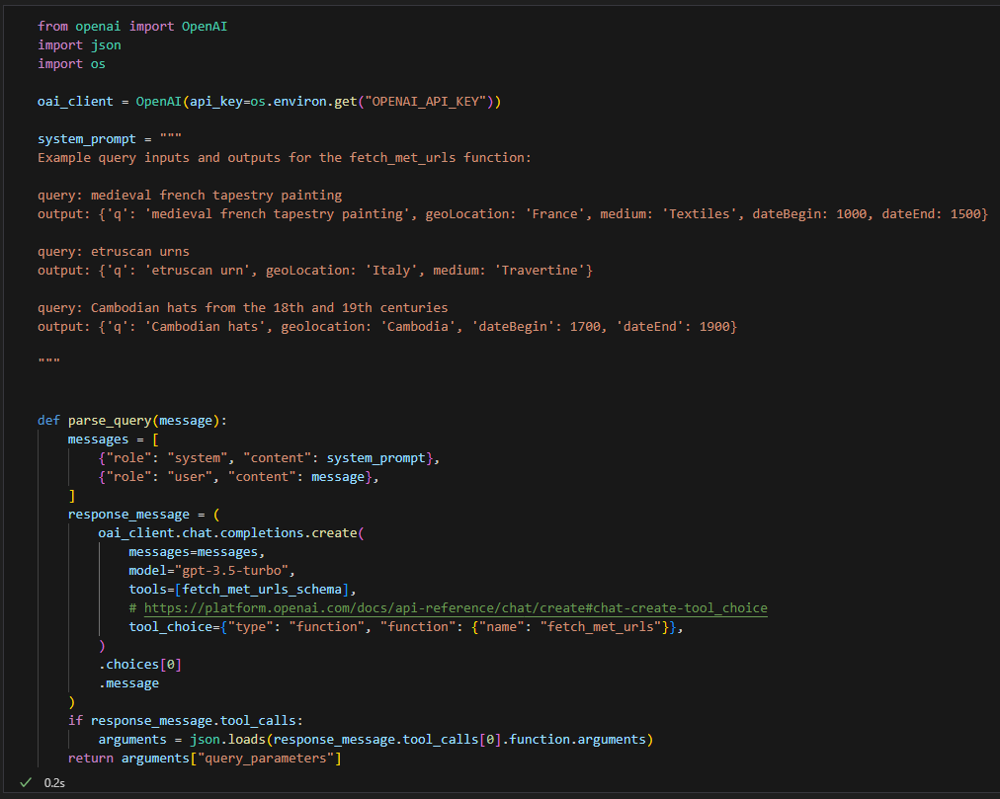 from openai import OpenAI
import json
import os
oai_client = OpenAI(api_key=os.environ.get("OPENAI_API_KEY"))
system_prompt = """
Example query inputs and outputs for the fetch_met_urls function:
query: medieval french tapestry painting
output: {'q': 'medieval french tapestry painting', geoLocation: 'France', medium: 'Textiles', dateBegin: 1000, dateEnd: 1500}
query: etruscan urns
output: {'q': 'etruscan urn', geoLocation: 'Italy', medium: 'Travertine'}
query: Cambodian hats from the 18th and 19th centuries
output: {'q': 'Cambodian hats', geolocation: 'Cambodia', 'dateBegin': 1700, 'dateEnd': 1900}
"""
def parse_query(message):
    messages = [
        {"role": "system", "content": system_prompt},
        {"role": "user", "content": message},
    ]
    response_message = (
        oai_client.chat.completions.create(
            messages=messages,
            model="gpt-3.5-turbo",
            tools=[fetch_met_urls_schema],
            # https://platform.openai.com/docs/api-reference/chat/create#chat-create-tool_choice
            tool_choice={"type": "function", "function": {"name": "fetch_met_urls"}},
        )
        .choices[0]
        .message
    )
    if response_message.tool_calls:
        arguments = json.loads(response_message.tool_calls[0].function.arguments)
    return arguments["query_parameters"]
✓ 0.2s